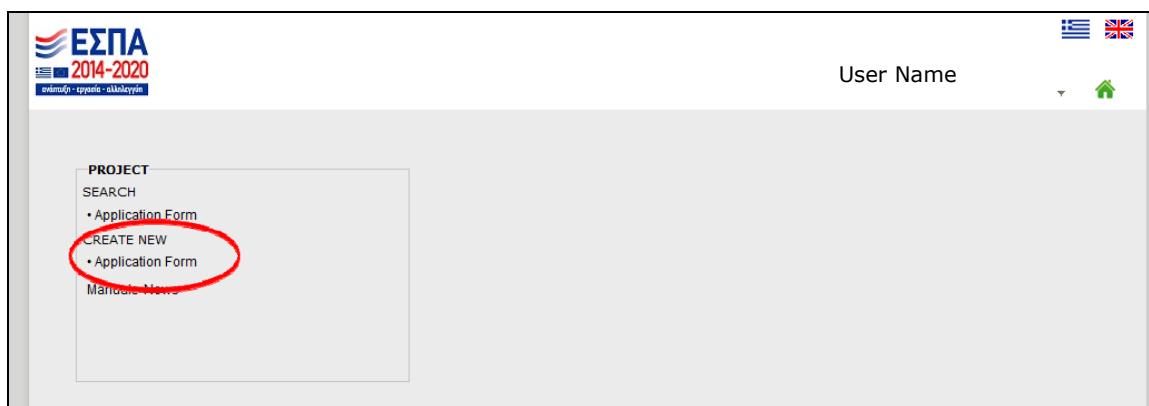 ΕΣΠΑ
2014-2020
ανάπτυξη - εργασία - αλληλεγγύη
User Name
PROJECT
SEARCH
• Application Form
CREATE NEW
• Application Form
Manuals-News